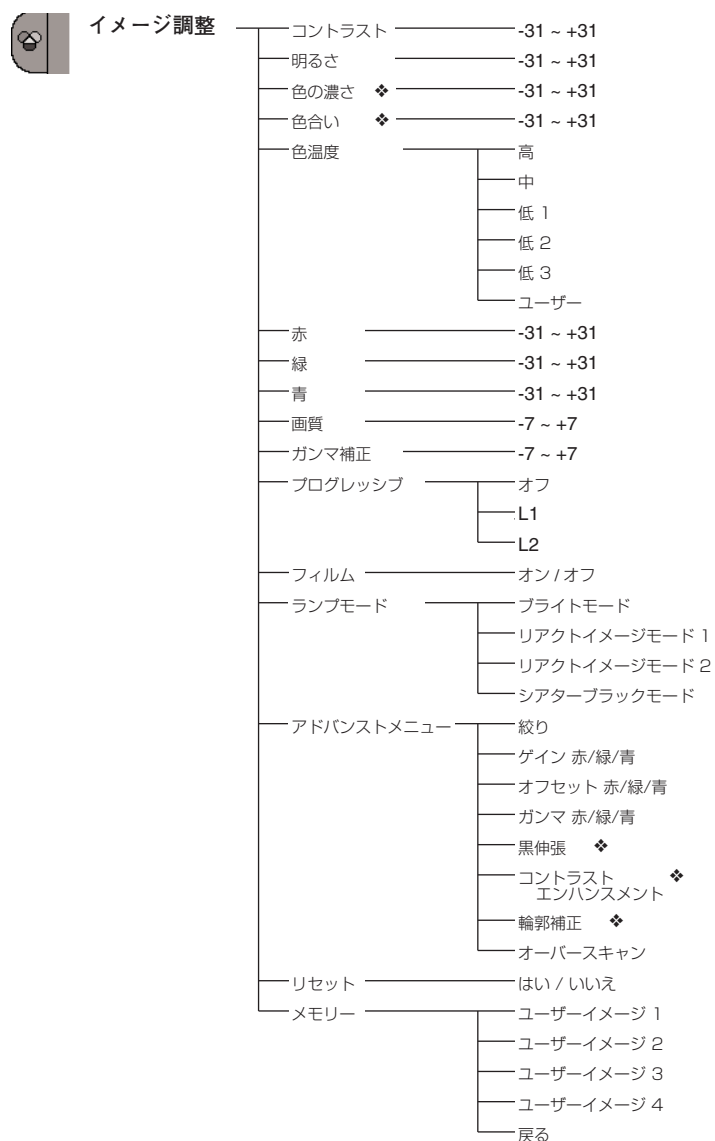 イメージ調整
コントラスト -31 ~ +31
明るさ -31 ~ +31
色の濃さ ❖ -31 ~ +31
色合い ❖ -31 ~ +31
色温度 高
中
低 1
低 2
低 3
ユーザー
赤 -31 ~ +31
緑 -31 ~ +31
青 -31 ~ +31
画質 -7 ~ +7
ガンマ補正 -7 ~ +7
プログレッシブ オフ
L1
L2
フィルム オン / オフ
ランプモード ブライトモード
リアクトイメージモード 1
リアクトイメージモード 2
シアターブラックモード
アドバンストメニュー 絞り
ゲイン 赤/緑/青
オフセット 赤/緑/青
ガンマ 赤/緑/青
黒伸張 ❖
コントラスト ❖
エンハンスメント
輪郭補正 ❖
オーバースキャン
リセット はい / いいえ
メモリー ユーザーイメージ 1
ユーザーイメージ 2
ユーザーイメージ 3
ユーザーイメージ 4
戻る